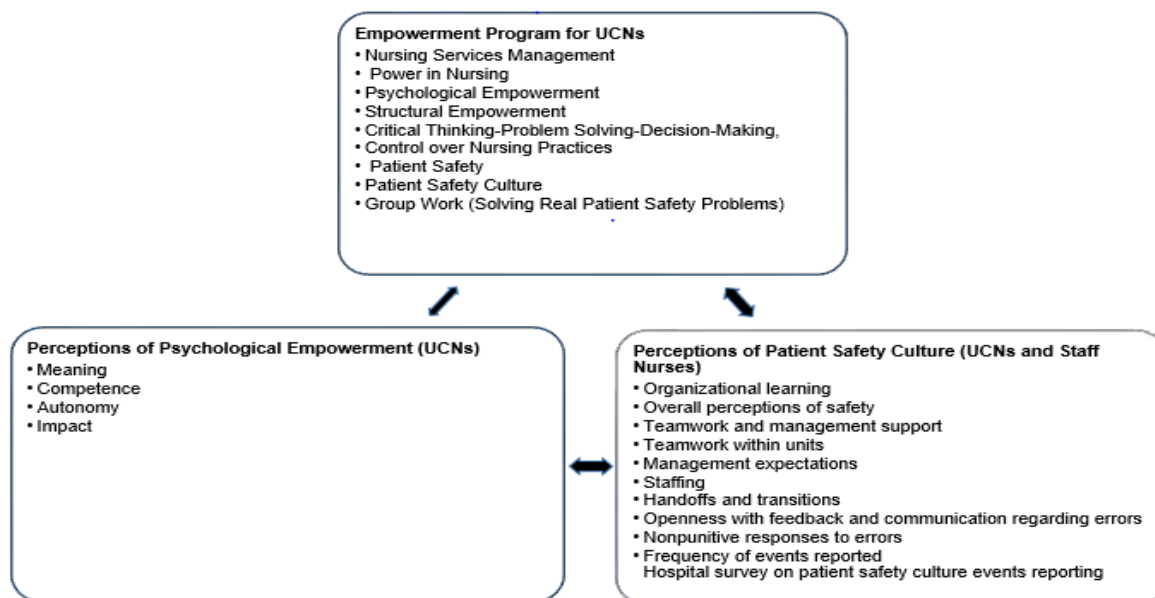 Empowerment Program for UCNs
• Nursing Services Management
• Power in Nursing
• Psychological Empowerment
• Structural Empowerment
• Critical Thinking-Problem Solving-Decision-Making,
• Control over Nursing Practices
• Patient Safety
• Patient Safety Culture
• Group Work (Solving Real Patient Safety Problems)
Perceptions of Psychological Empowerment (UCNs)
• Meaning
• Competence
• Autonomy
• Impact
Perceptions of Patient Safety Culture (UCNs and Staff
Nurses)
• Organizational learning
• Overall perceptions of safety
• Teamwork and management support
• Teamwork within units
• Management expectations
• Staffing
• Handoffs and transitions
• Openness with feedback and communication regarding errors
• Nonpunitive responses to errors
• Frequency of events reported
Hospital survey on patient safety culture events reporting